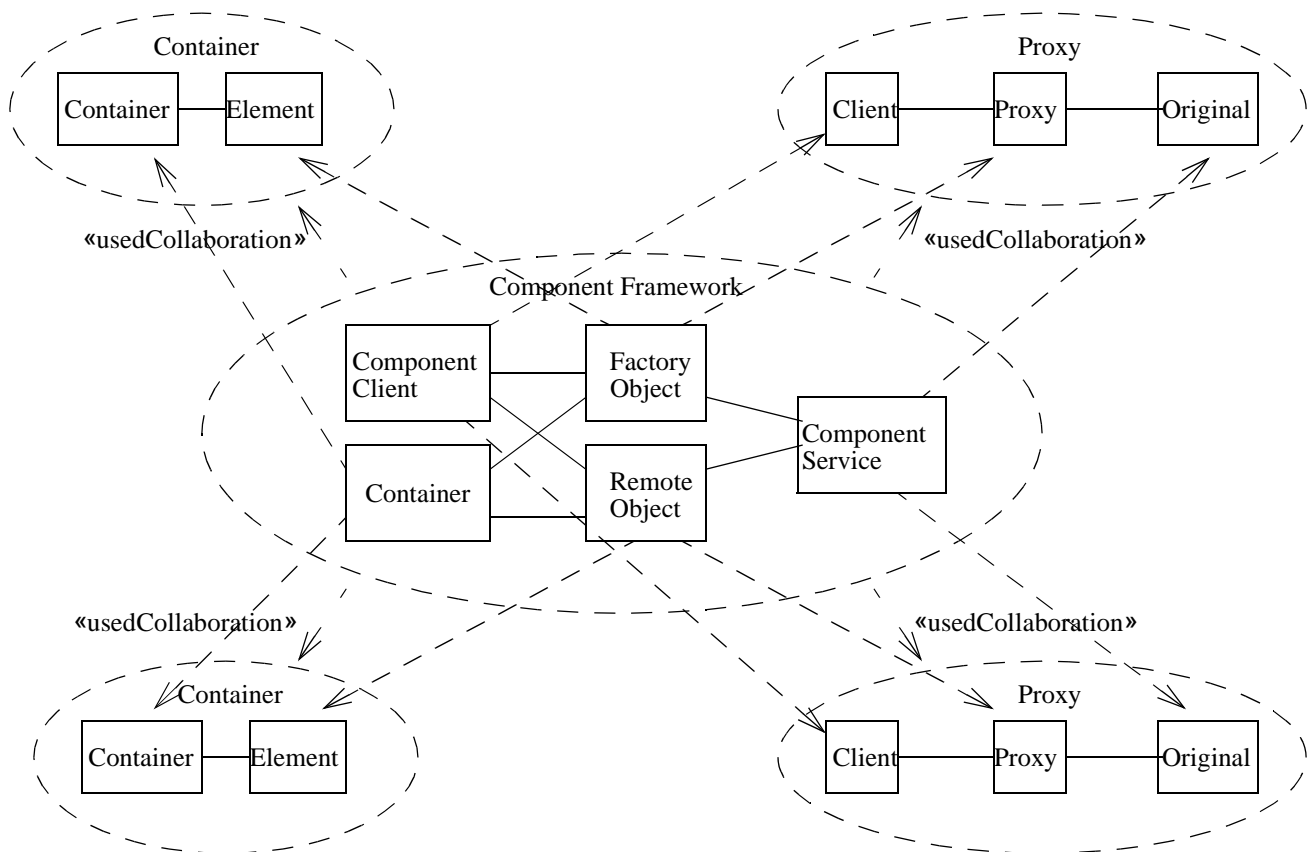 Container
Container
Element
Proxy
Client
Proxy
Original
«usedCollaboration»
«usedCollaboration»
Component Framework
Component
Client
Factory
Object
Component
Service
Container
Remote
Object
«usedCollaboration»
«usedCollaboration»
Container
Container
Element
Proxy
Client
Proxy
Original